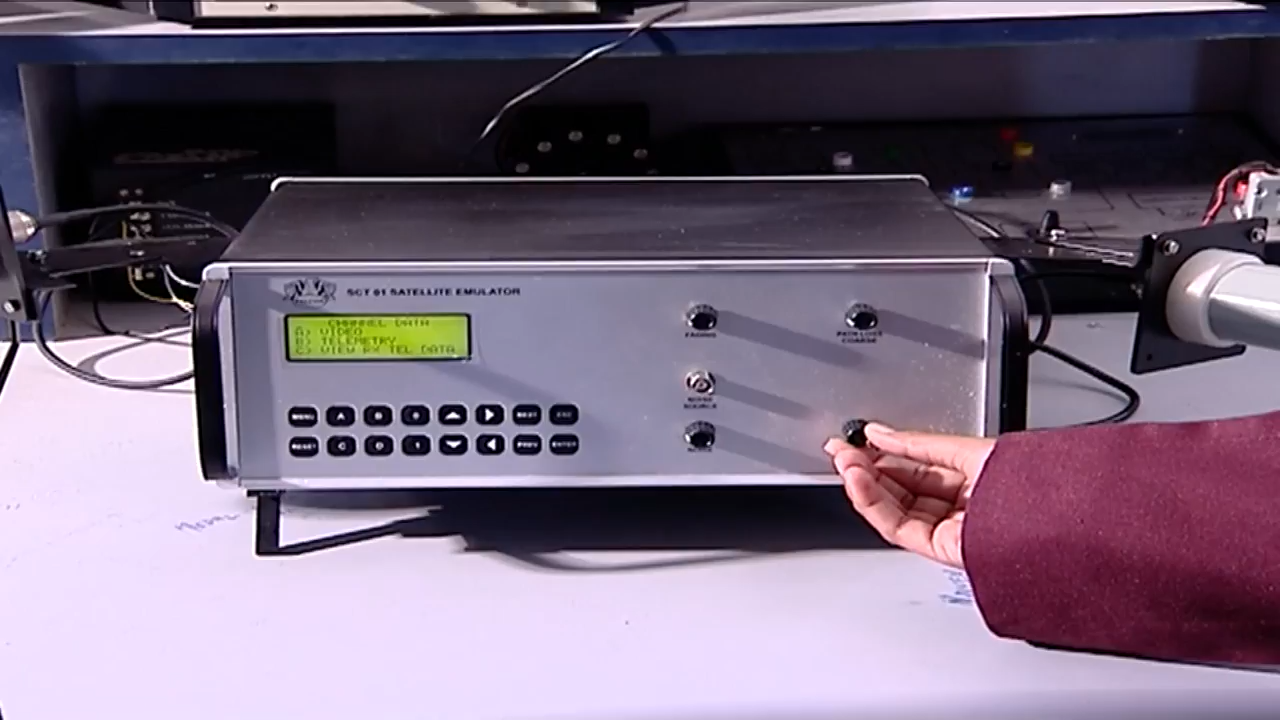 SCT 01 SATELLITE EMULATOR
CHANNEL DATA
A) VIDEO
B) TELEMETRY
C) VIEW RX TEL DATA
FADING
PATH LOSS
COARSE
NOISE
SOURCE
NOISE
MENU A B 0 NEXT ESC
RESET C D 1 PREV ENTER